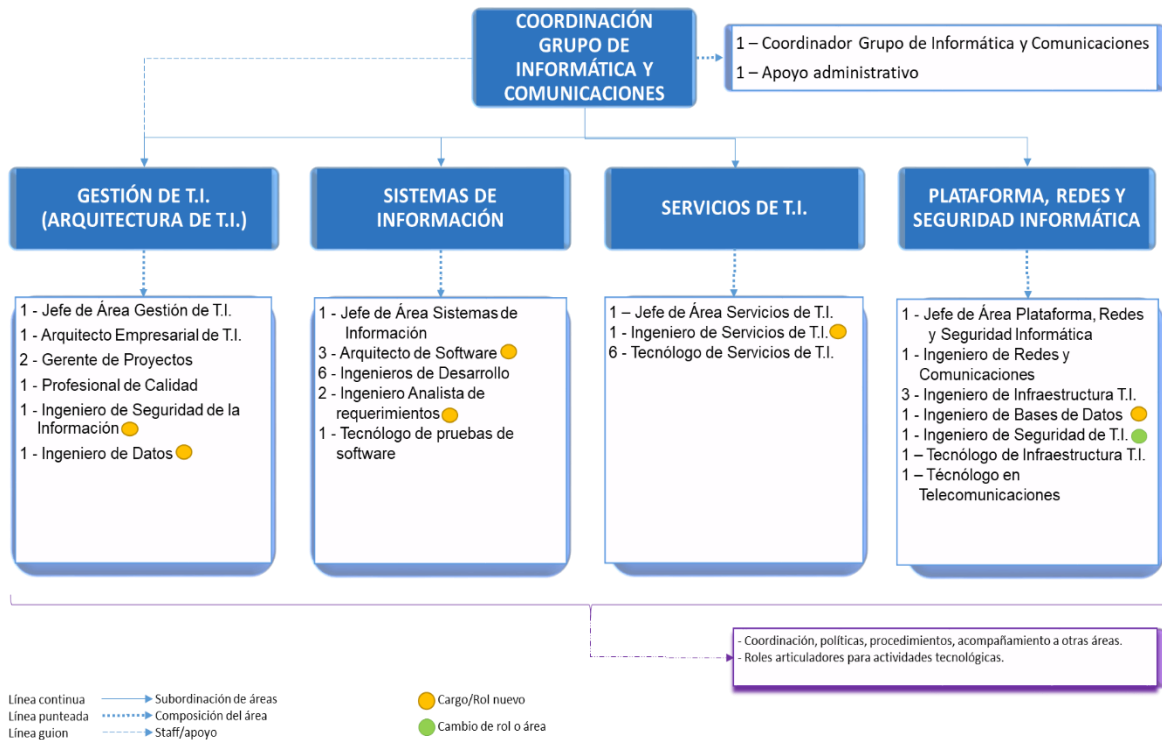 COORDINACIÓN
GRUPO DE
INFORMÁTICA Y
COMUNICACIONES
1 – Coordinador Grupo de Informática y Comunicaciones
1 – Apoyo administrativo
GESTIÓN DE T.I.
(ARQUITECTURA DE T.I.)
1 - Jefe de Área Gestión de T.I.
1 - Arquitecto Empresarial de T.I.
2 - Gerente de Proyectos
1 - Profesional de Calidad
1 - Ingeniero de Seguridad de la
Información
1 - Ingeniero de Datos
SISTEMAS DE
INFORMACIÓN
1 - Jefe de Área Sistemas de
Información
3 - Arquitecto de Software
6 - Ingenieros de Desarrollo
2 - Ingeniero Analista de
requerimientos
1 - Tecnólogo de pruebas de
software
SERVICIOS DE T.I.
1 – Jefe de Área Servicios de T.I.
1 - Ingeniero de Servicios de T.I.
6 - Tecnólogo de Servicios de T.I.
PLATAFORMA, REDES Y
SEGURIDAD INFORMÁTICA
1 - Jefe de Área Plataforma, Redes
y Seguridad Informática
1 - Ingeniero de Redes y
Comunicaciones
3 - Ingeniero de Infraestructura T.I.
1 - Ingeniero de Bases de Datos
1 - Ingeniero de Seguridad de T.I.
1 – Tecnólogo de Infraestructura T.I.
1 – Técnólogo en
Telecomunicaciones
- Coordinación, políticas, procedimientos, acompañamiento a otras áreas.
- Roles articuladores para actividades tecnológicas.
Línea continua Subordinación de áreas
Línea punteada Composición del área
Línea guion Staff/apoyo
Cargo/Rol nuevo
Cambio de rol o área